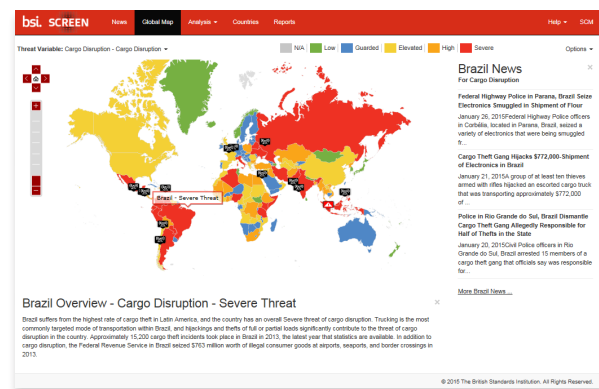 bsi. SCREEN News Global Map Analysis Countries Reports Help SCM
Threat Variable: Cargo Disruption - Cargo Disruption N/A Low Guarded Elevated High Severe Options
Brazil News
For Cargo Disruption
Federal Highway Police in Parana, Brazil Seize
Electronics Smuggled in Shipment of Flour
January 26, 2015Federal Highway Police officers
in Corbélia, located in Parana, Brazil, seized a
variety of electronics that were being smuggled
fr...
Cargo Theft Gang Hijacks $772,000-Shipment
of Electronics in Brazil
January 21, 2015A group of at least ten thieves
armed with rifles hijacked an escorted cargo truck
that was transporting approximately $772,000
of ...
Police in Rio Grande do Sul, Brazil Dismantle
Cargo Theft Gang Allegedly Responsible for
Half of Thefts in the State
January 20, 2015Civil Police officers in Rio
Grande do Sul, Brazil arrested 15 members of a
cargo theft gang that officials say was responsible
for...
More Brazil News ...
Brazil - Severe Threat
Brazil Overview - Cargo Disruption - Severe Threat
Brazil suffers from the highest rate of cargo theft in Latin America, and the country has an overall Severe threat of cargo disruption. Trucking is the most
commonly targeted mode of transportation within Brazil, and hijackings and thefts of full or partial loads significantly contribute to the threat of cargo
disruption in the country. Approximately 15,200 cargo theft incidents took place in Brazil in 2013, the latest year that statistics are available. In addition to
cargo disruption, the Federal Revenue Service in Brazil seized $763 million worth of illegal consumer goods at airports, seaports, and border crossings in
2013.
© 2015 The British Standards Institution. All Rights Reserved.